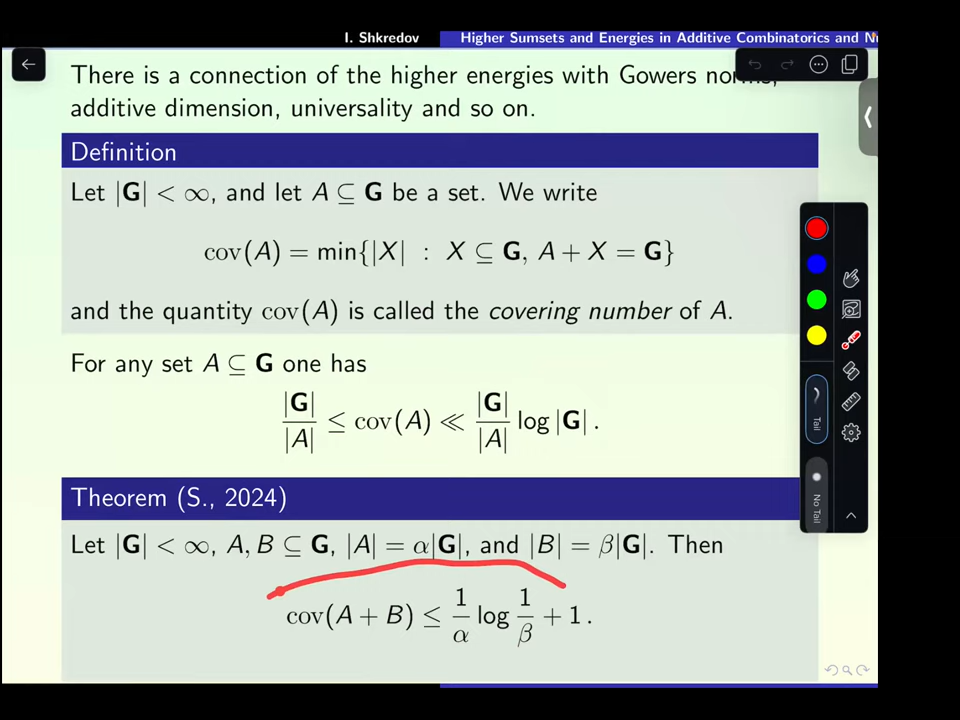 I. Shkredov Higher Sumsets and Energies in Additive Combinatorics and
There is a connection of the higher energies with Gowers norms,
additive dimension, universality and so on.
Definition
Let |G| < ∞, and let A ⊆ G be a set. We write
cov(A) = min{|X| : X ⊆ G, A + X = G}
and the quantity cov(A) is called the covering number of A.
For any set A ⊆ G one has
|G|/|A| ≤ cov(A) ≪ |G|/|A| log |G| .
Theorem (S., 2024)
Let |G| < ∞, A, B ⊆ G, |A| = α|G|, and |B| = β|G|. Then
cov(A + B) ≤ 1/α log 1/β + 1 .
Tail
No Tail